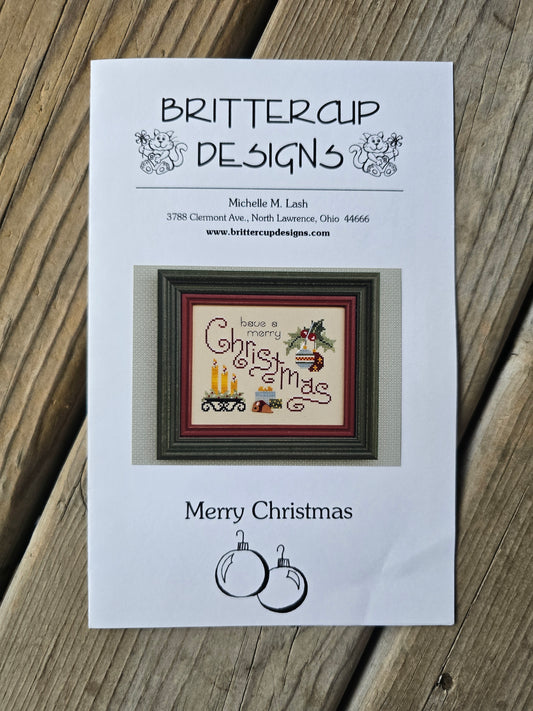 BRITTERCUP
DESIGNS
Michelle M. Lash
3788 Clermont Ave., North Lawrence, Ohio 44666
www.brittercupdesigns.com
have a
merry
Christmas
Merry Christmas